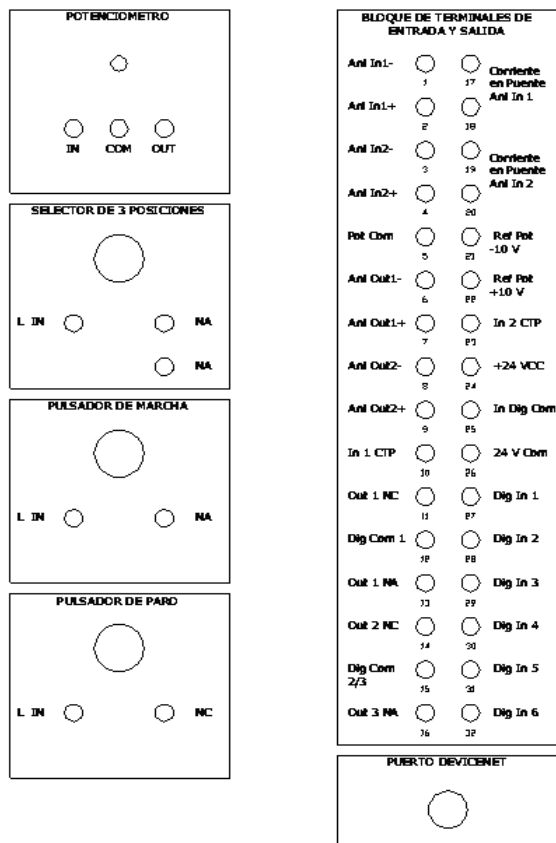 POTENCIOMETRO
IN COM OUT
SELECTOR DE 3 POSICIONES
L IN NA
NA
PULSADOR DE MARCHA
L IN NA
PULSADOR DE PARO
L IN NC
BLOQUE DE TERMINALES DE
ENTRADA Y SALIDA
Anl In1-
1
17
Corriente
en Puente
Anl In 1
Anl In1+
2
18
Anl In2-
3
19
Corriente
en Puente
Anl In 2
Anl In2+
4
20
Pot Com
5
21
Ref Pot
-10 V
Anl Out1-
6
22
Ref Pot
+10 V
Anl Out1+
7
23
In 2 CTP
Anl Out2-
8
24
+24 VCC
Anl Out2+
9
25
In Dig Com
In 1 CTP
10
26
24 V Com
Out 1 NC
11
27
Dig In 1
Dig Com 1
12
28
Dig In 2
Out 1 NA
13
29
Dig In 3
Out 2 NC
14
30
Dig In 4
Dig Com
2/3
15
31
Dig In 5
Out 3 NA
16
32
Dig In 6
PUERTO DEVICENET